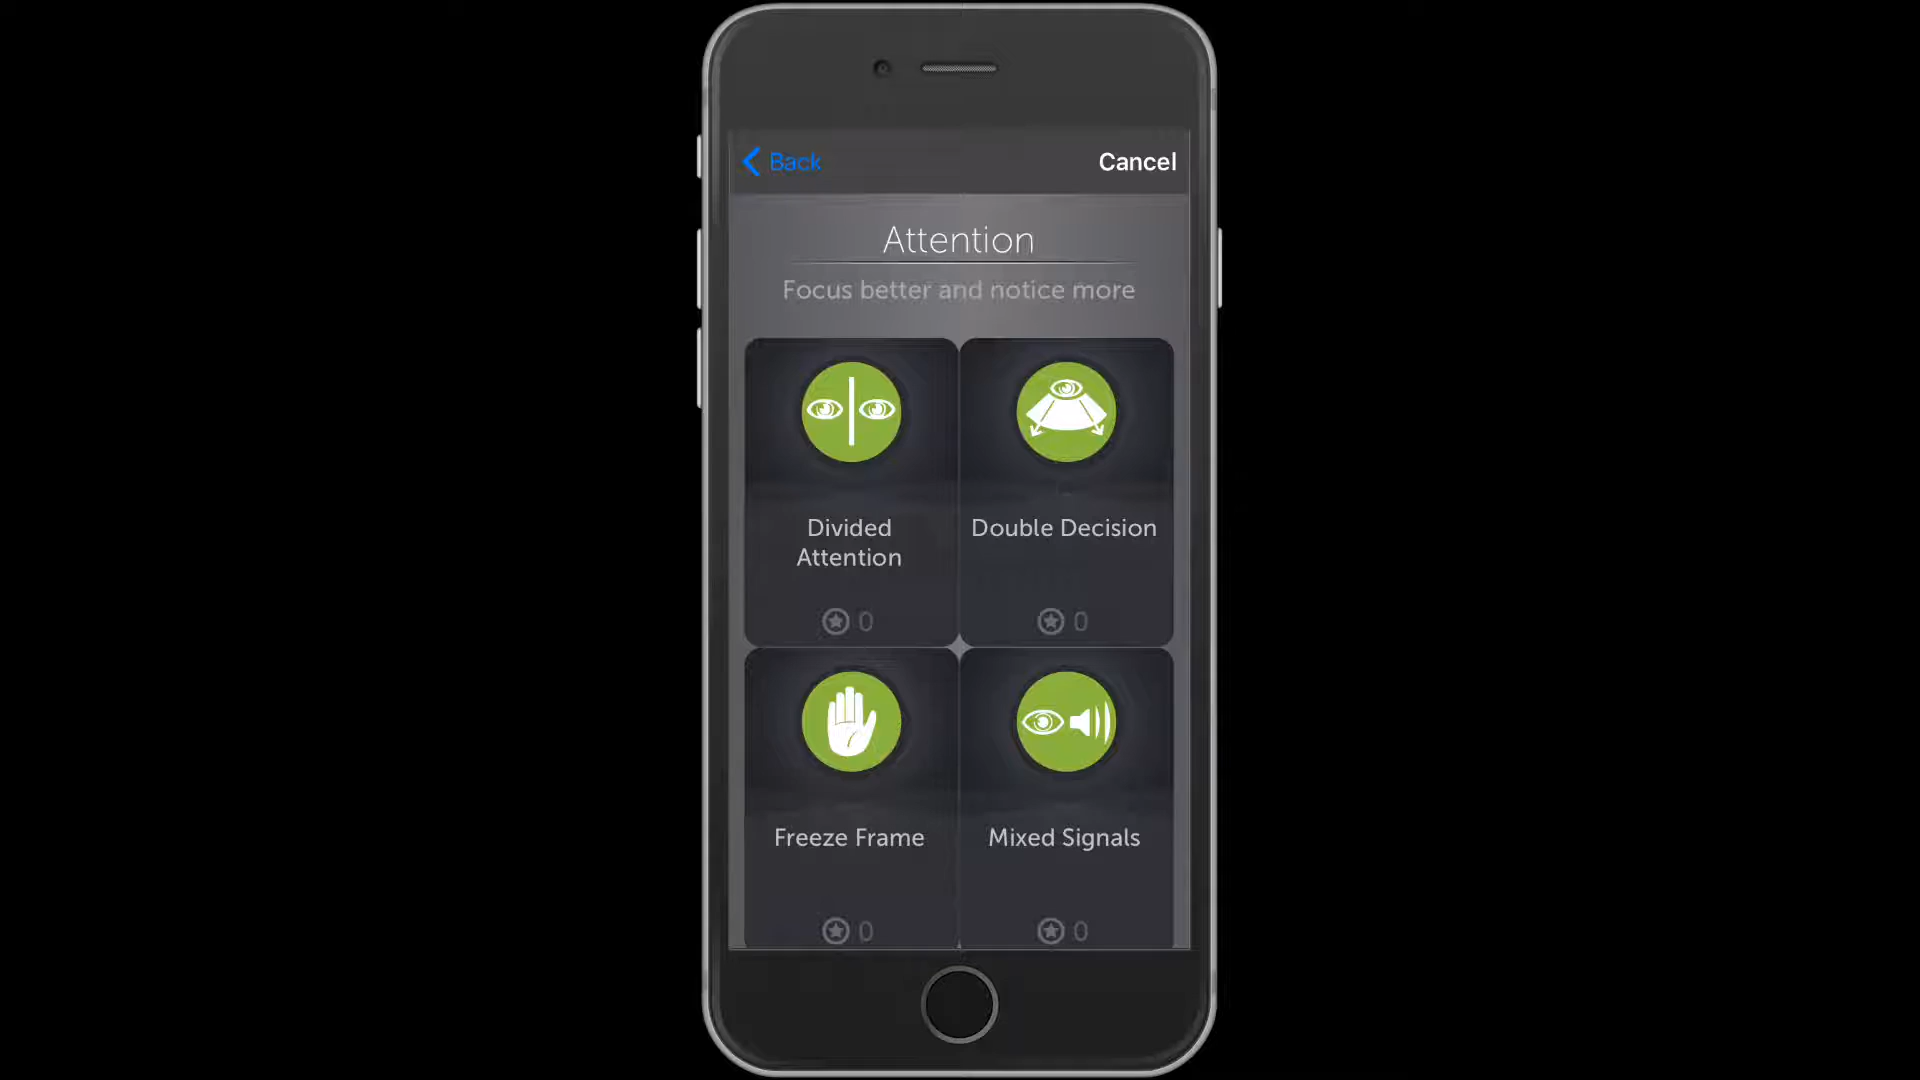 Back
Cancel
Attention
Focus better and notice more
Divided
Attention
Double Decision
0
0
Freeze Frame
Mixed Signals
0
0